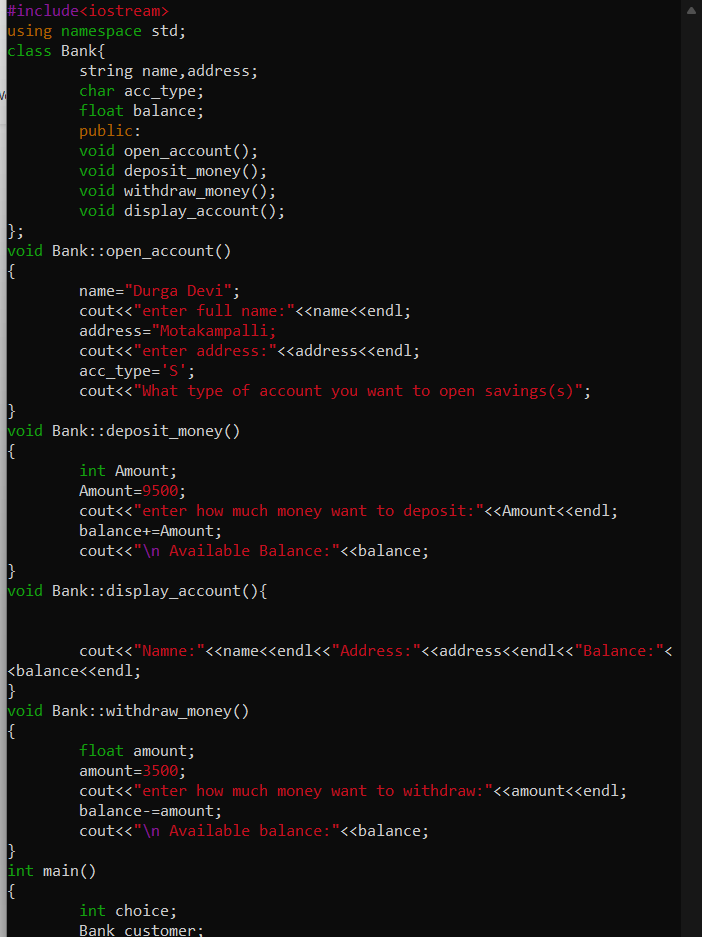 #include<iostream>
using namespace std;
class Bank{
        string name,address;
        char acc_type;
        float balance;
        public:
        void open_account();
        void deposit_money();
        void withdraw_money();
        void display_account();
};
void Bank::open_account()
{
        name="Durga Devi";
        cout<<"enter full name:"<<name<<endl;
        address="Motakampalli;
        cout<<"enter address:"<<address<<endl;
        acc_type='S';
        cout<<"What type of account you want to open savings(s)";
}
void Bank::deposit_money()
{
        int Amount;
        Amount=9500;
        cout<<"enter how much money want to deposit:"<<Amount<<endl;
        balance+=Amount;
        cout<<"\n Available Balance:"<<balance;
}
void Bank::display_account(){
        cout<<"Namne:"<<name<<endl<<"Address:"<<address<<endl<<"Balance:"<
<balance<<endl;
}
void Bank::withdraw_money()
{
        float amount;
        amount=3500;
        cout<<"enter how much money want to withdraw:"<<amount<<endl;
        balance-=amount;
        cout<<"\n Available balance:"<<balance;
}
int main()
{
        int choice;
        Bank customer;